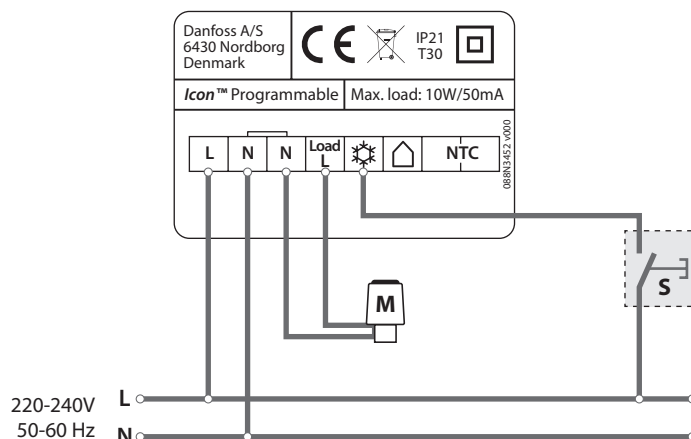 Danfoss A/S
6430 Nordborg
Denmark
CE
IP21
T30
Icon™ Programmable
Max. load: 10W/50mA
L N N Load L NTC
088N3452 v000
M
S
220-240V
50-60 Hz
L
N